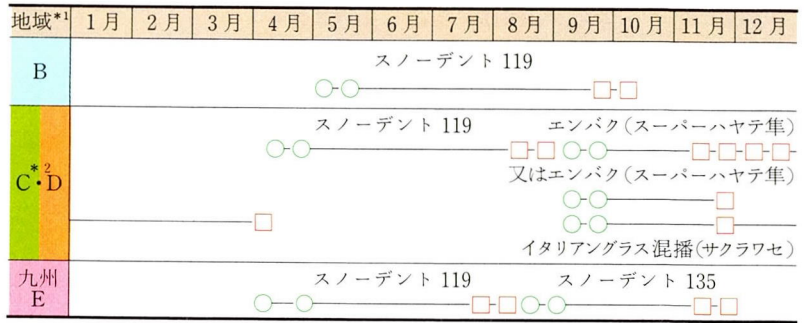 地域*1 1月 2月 3月 4月 5月 6月 7月 8月 9月 10月 11月 12月
B
スノーデント 119
C*2・D
スノーデント 119 エンバク(スーパーハヤテ隼)
又はエンバク(スーパーハヤテ隼)
イタリアングラス混播(サクラワセ)
九州
E
スノーデント 119 スノーデント 135